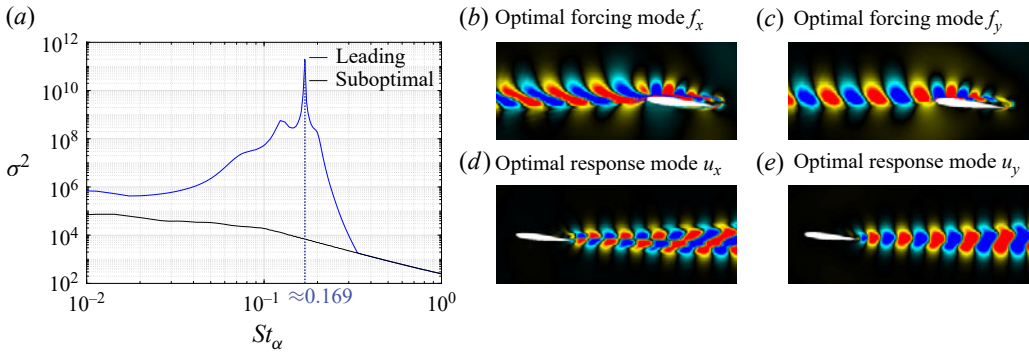 (a)
10^12
10^10
10^8
10^6
10^4
10^2
σ^2
Leading
Suboptimal
10^−2
10^−1
10^0
≈0.169
St_α
(b) Optimal forcing mode f_x
(c) Optimal forcing mode f_y
(d) Optimal response mode u_x
(e) Optimal response mode u_y